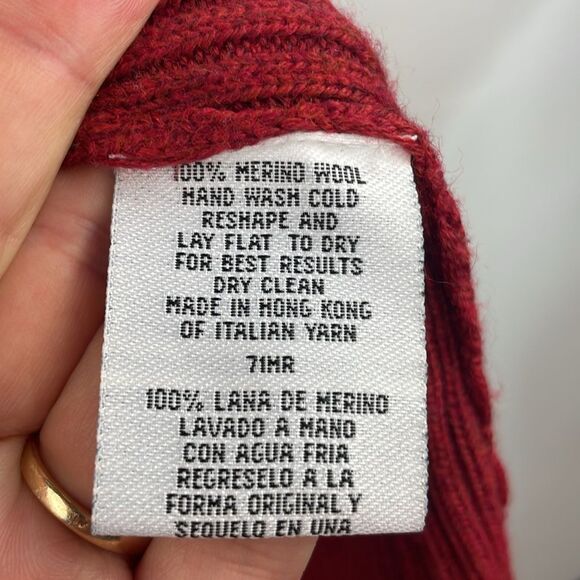 100% MERINO WOOL
HAND WASH COLD
RESHAPE AND
LAY FLAT TO DRY
FOR BEST RESULTS
DRY CLEAN
MADE IN HONG KONG
OF ITALIAN YARN
71MR
100% LANA DE MERINO
LAVADO A MANO
CON AGUA FRIA
REGRESELO A LA
FORMA ORIGINAL Y
SEQUELO EN UNA